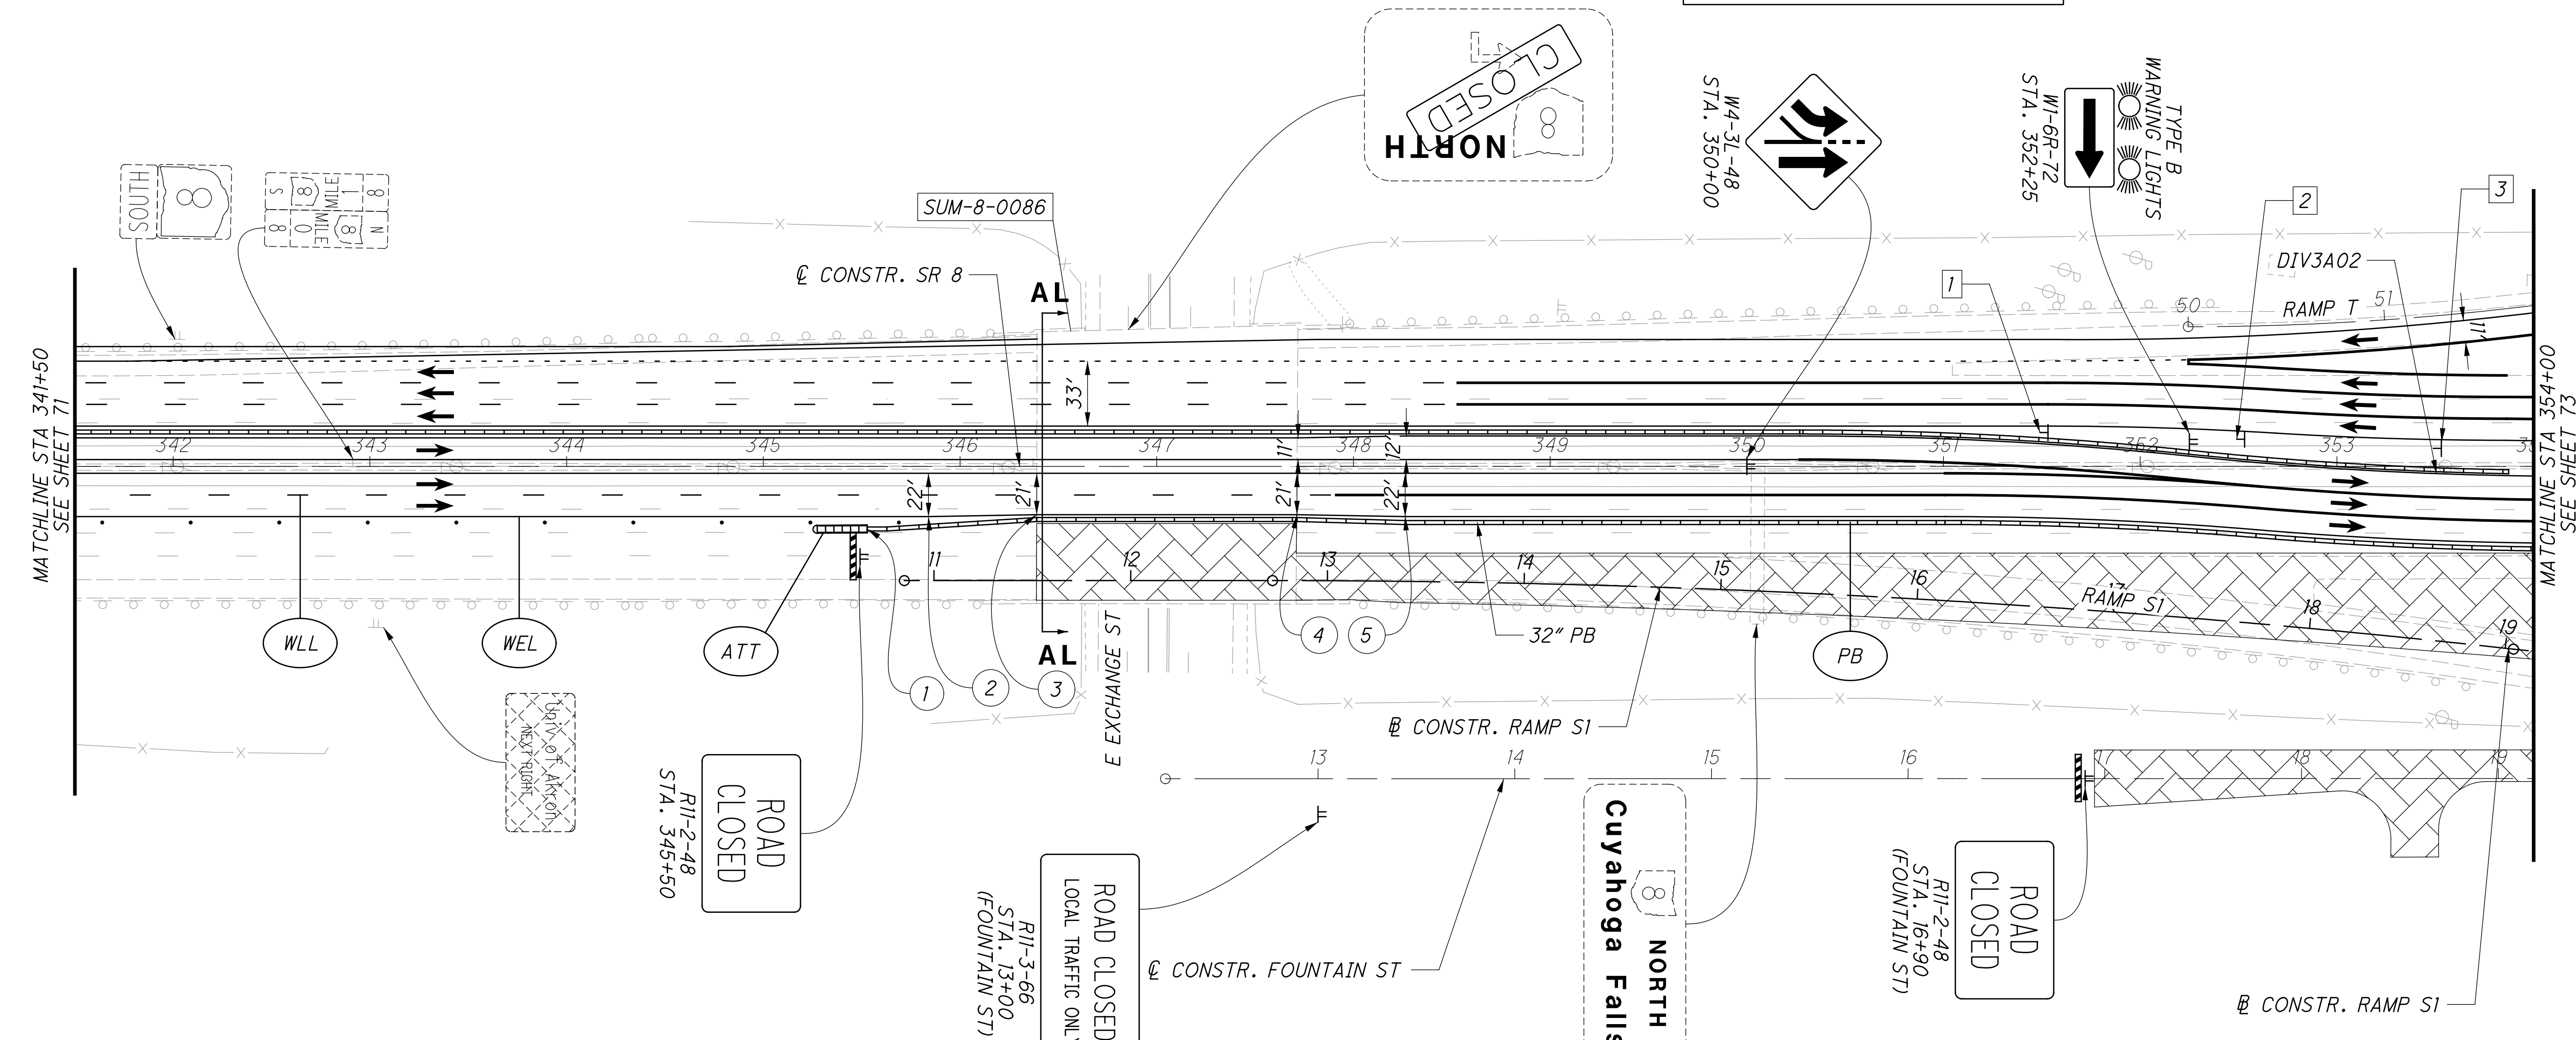 MATCHLINE STA 341+50
SEE SHEET 71
SOUTH
8
S 8 MILE 1 8
8 0 MILE 8 N
SUM-8-0086
℄ CONSTR. SR 8
AL
CLOSED
NORTH
8
W4-3L-48
STA. 350+00
TYPE B
WARNING LIGHTS
W1-6R-72
STA. 352+25
1
2
3
DIV3A02
50
RAMP T
51
11'
33'
342
343
344
345
346
347
348
349
350
351
352
353
22'
21'
11'
21'
12'
22'
11
12
13
14
15
16
17
18
19
RAMP S1
WLL
WEL
ATT
1
2
3
4
5
32" PB
PB
AL
E EXCHANGE ST
Univ of Akron
NEXT RIGHT
ROAD
CLOSED
R11-2-48
STA. 345+50
ROAD CLOSED
LOCAL TRAFFIC ONLY
R11-3-66
STA. 13+00
(FOUNTAIN ST)
℄ CONSTR. FOUNTAIN ST
13
14
15
16
17
18
19
B CONSTR. RAMP S1
8 NORTH
Cuyahoga Falls
ROAD
CLOSED
R11-2-48
STA. 16+90
(FOUNTAIN ST)
B CONSTR. RAMP S1
MATCHLINE STA 354+00
SEE SHEET 73